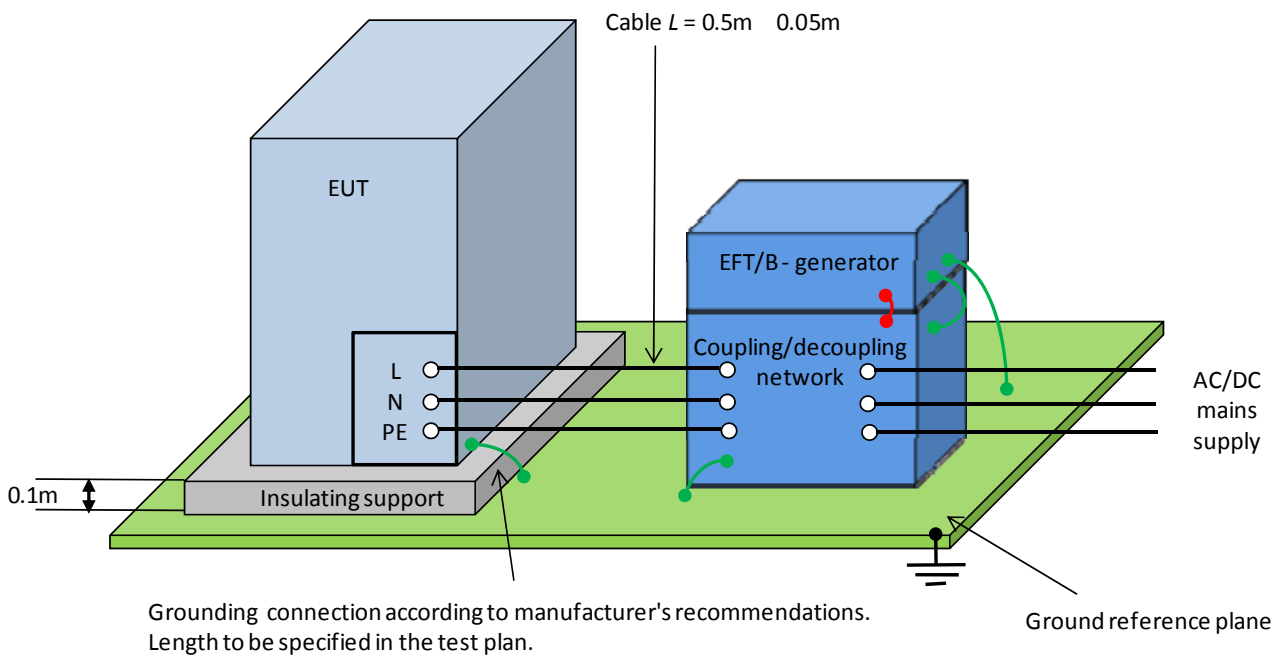 Cable L = 0.5m 0.05m
EUT
EFT/B - generator
Coupling/decoupling
network
L
N
PE
AC/DC
mains
supply
0.1m
Insulating support
Grounding connection according to manufacturer's recommendations.
Length to be specified in the test plan.
Ground reference plane